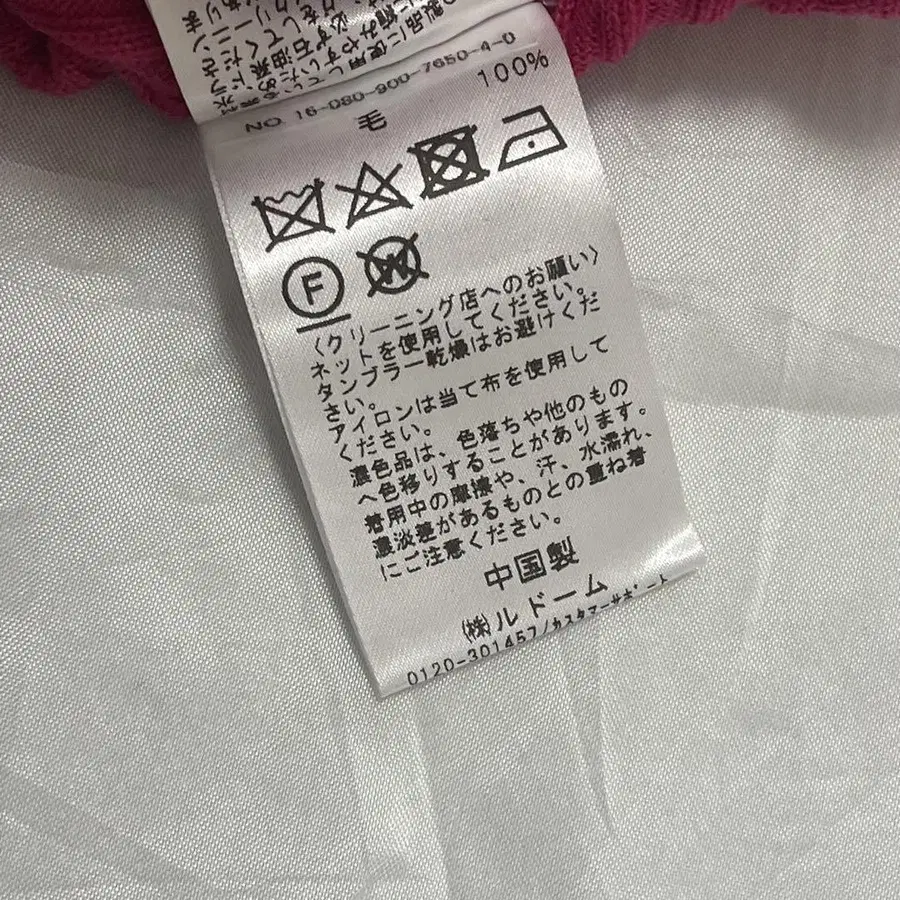 NO. 16-080-900-7650-4-0
毛 100%
F
W
〈クリーニング店へのお願い〉
ネットを使用してください。
タンブラー乾燥はお避けくだ
さい。
アイロンは当て布を使用して
ください。
濃色品は、色落ちや他のもの
へ色移りすることがあります。
着用中の摩擦や、汗、水濡れ、
濃淡差があるものとの重ね着
にご注意ください。
中国製
㈱ルドーム
0120-301457/カスタマーサポート